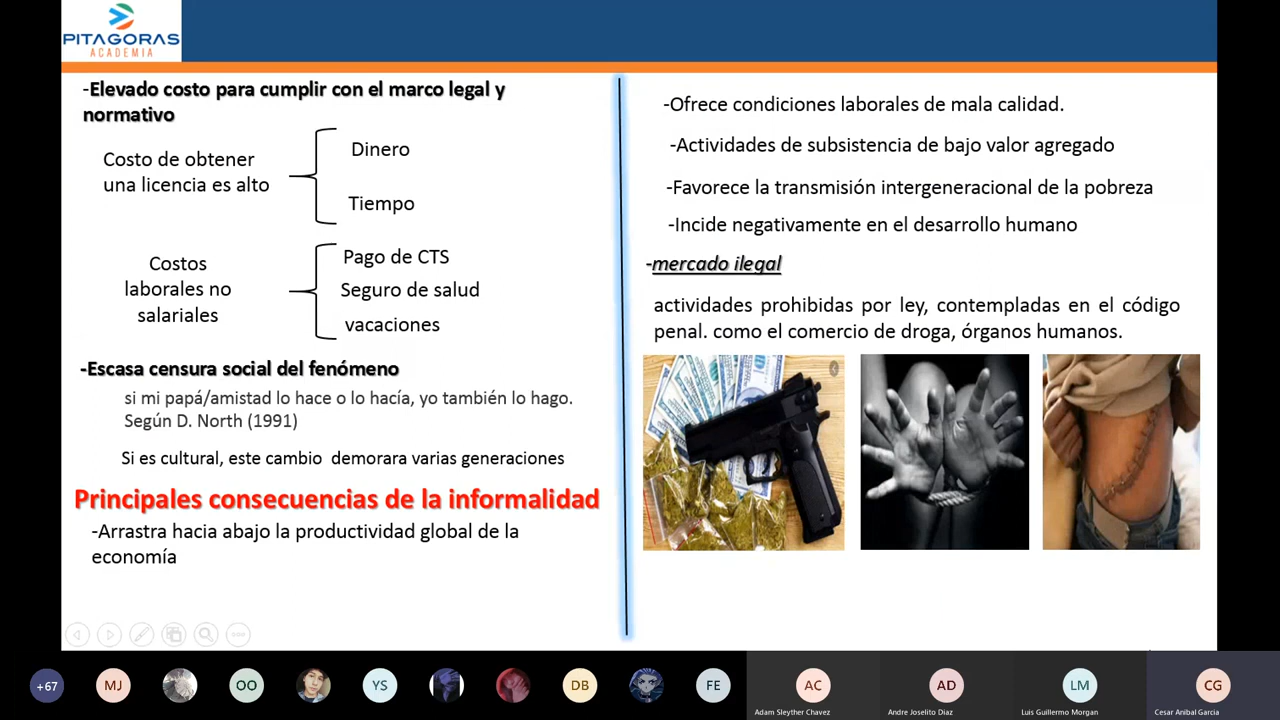 PITAGORAS
ACADEMIA
-Elevado costo para cumplir con el marco legal y
normativo
Costo de obtener
una licencia es alto
Dinero
Tiempo
Costos
laborales no
salariales
Pago de CTS
Seguro de salud
vacaciones
-Escasa censura social del fenómeno
si mi papá/amistad lo hace o lo hacía, yo también lo hago.
Según D. North (1991)
Si es cultural, este cambio demorara varias generaciones
Principales consecuencias de la informalidad
-Arrastra hacia abajo la productividad global de la
economía
-Ofrece condiciones laborales de mala calidad.
-Actividades de subsistencia de bajo valor agregado
-Favorece la transmisión intergeneracional de la pobreza
-Incide negativamente en el desarrollo humano
-mercado ilegal
actividades prohibidas por ley, contempladas en el código
penal. como el comercio de droga, órganos humanos.
+67
MJ
OO
YS
DB
FE
AC
AD
LM
CG
Adam Sleyther Chavez
Andre Joselito Diaz
Luis Guillermo Morgan
Cesar Anibal Garcia